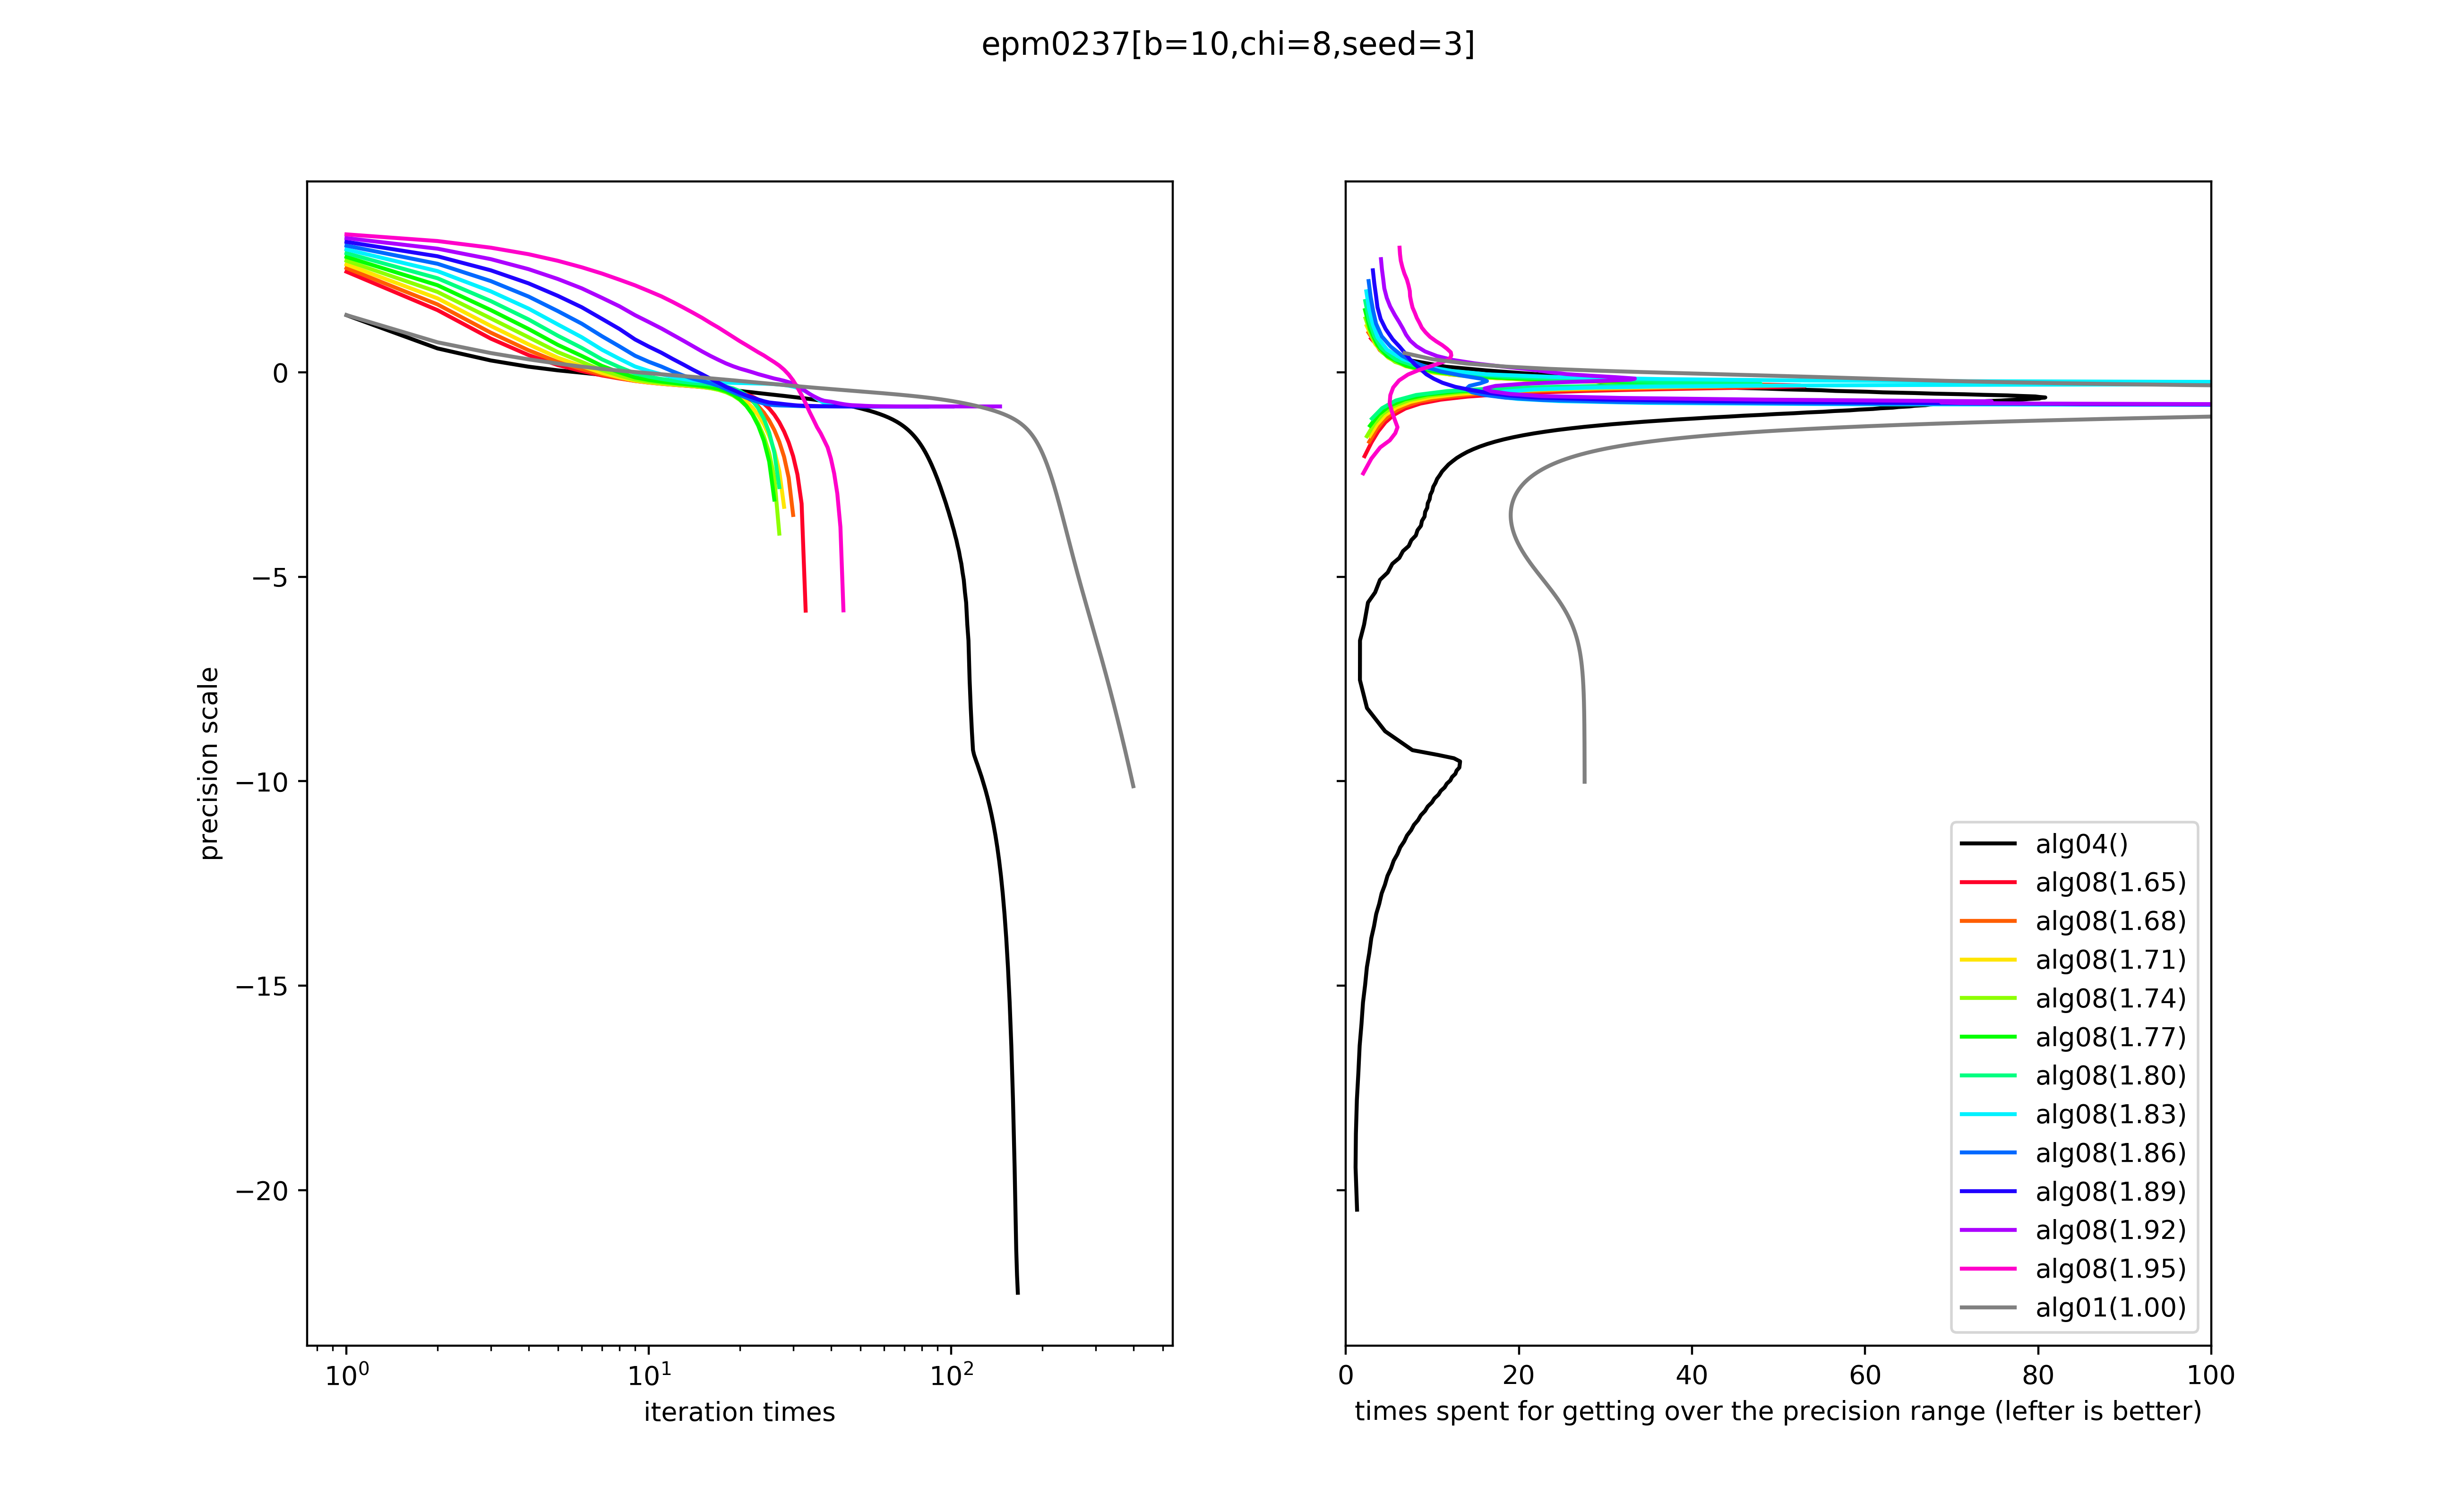 epm0237[b=10,chi=8,seed=3]
precision scale
0
−5
−10
−15
−20
10⁰
10¹
10²
iteration times
0
20
40
60
80
100
times spent for getting over the precision range (lefter is better)
alg04()
alg08(1.65)
alg08(1.68)
alg08(1.71)
alg08(1.74)
alg08(1.77)
alg08(1.80)
alg08(1.83)
alg08(1.86)
alg08(1.89)
alg08(1.92)
alg08(1.95)
alg01(1.00)